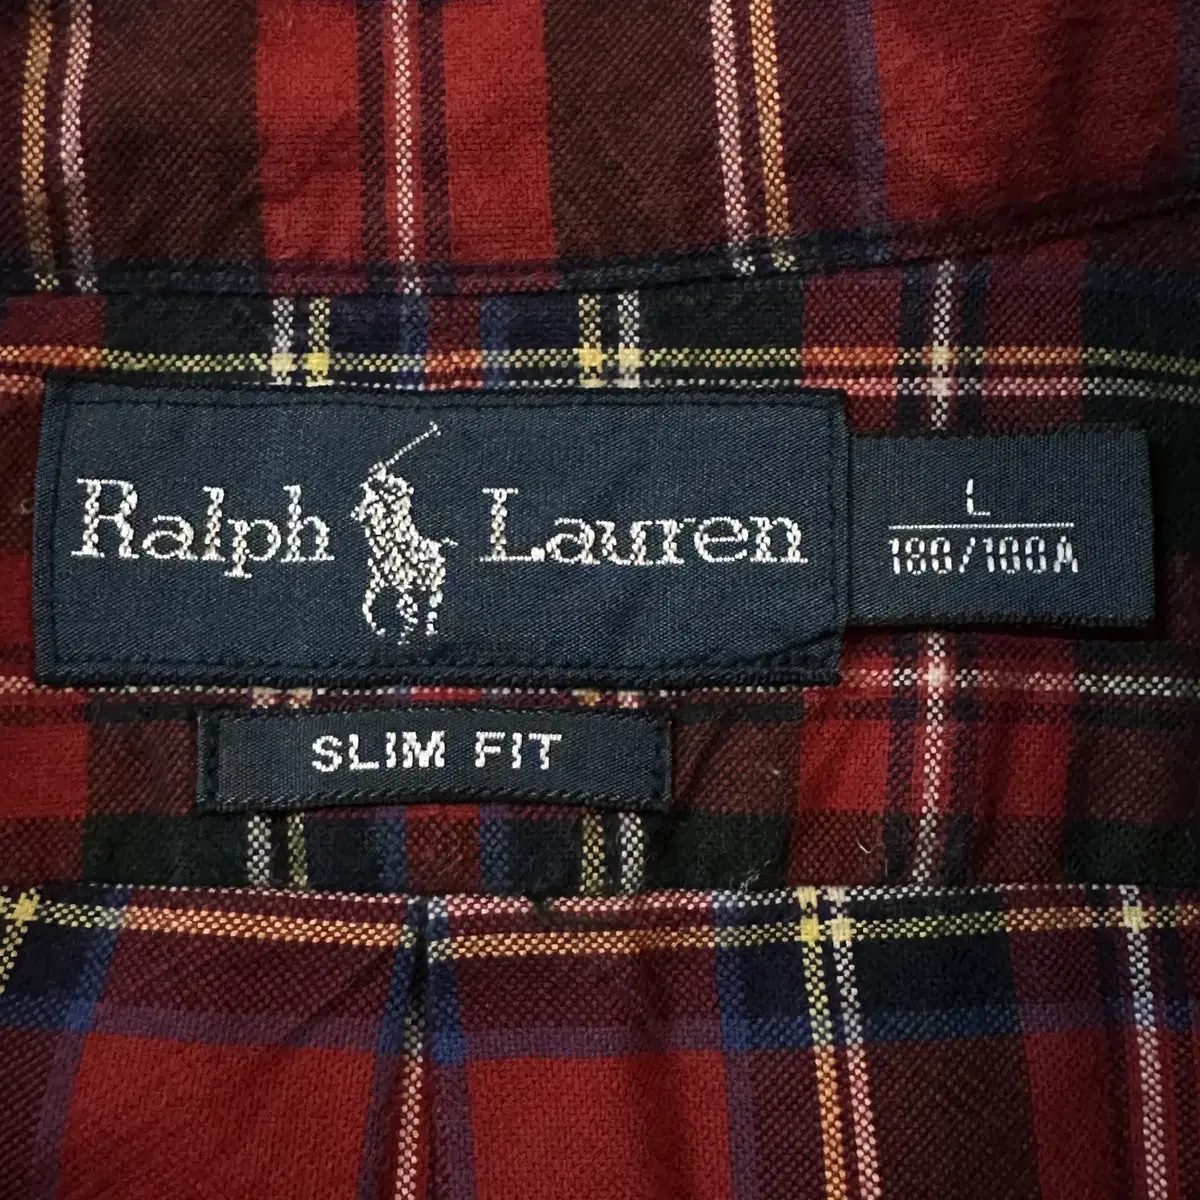 Ralph Lauren
L
180/100A
SLIM FIT